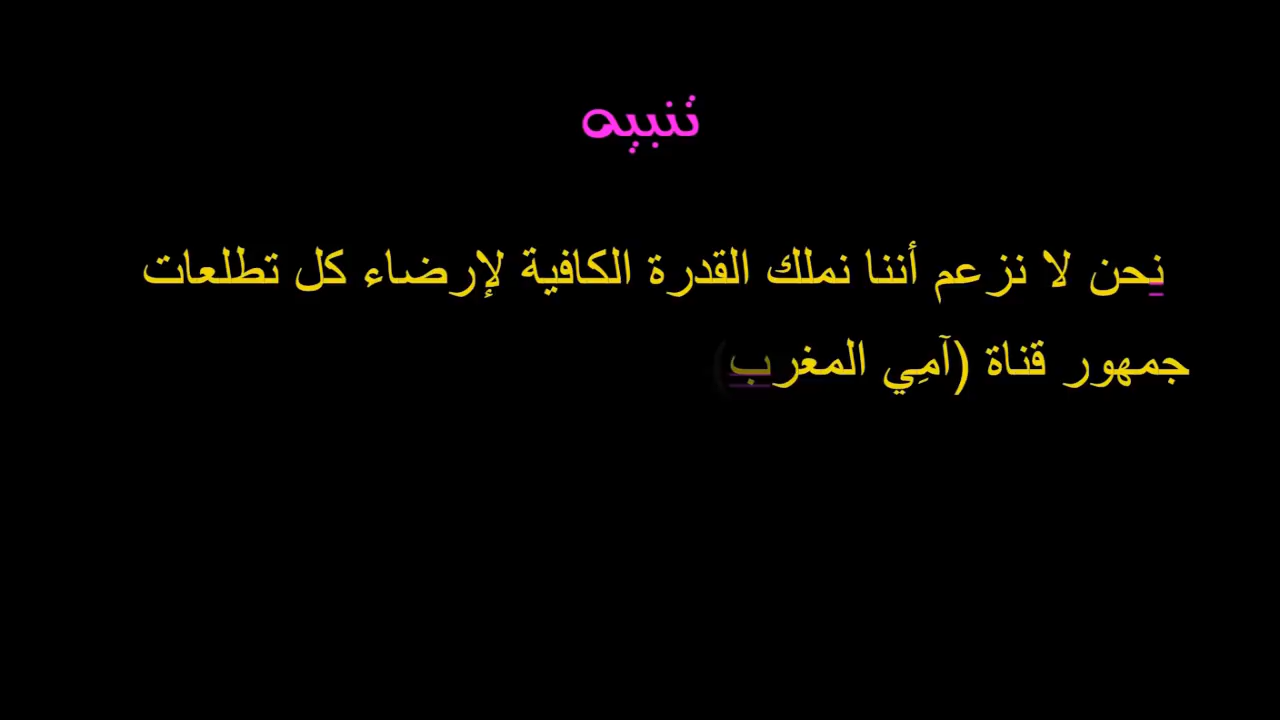 تنبيه
نحن لا نزعم أننا نملك القدرة الكافية لإرضاء كل تطلعات
جمهور قناة (آمِي المغرب)